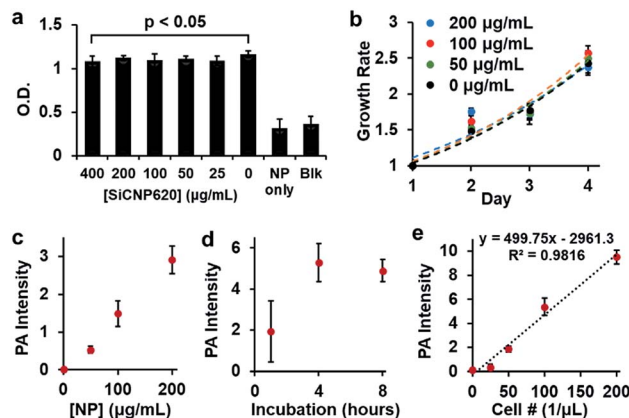 a
p < 0.05
O.D.
1.5
1
0.5
0
400 200 100 50 25 0 NP only Blk
[SiCNP620] (µg/mL)
b
200 µg/mL
100 µg/mL
50 µg/mL
0 µg/mL
Growth Rate
3
2.5
2
1.5
1
1 2 3 4
Day
c
PA Intensity
3
2
1
0
0 100 200
[NP] (µg/mL)
d
PA Intensity
6
4
2
0
0 4 8
Incubation (hours)
e
y = 499.75x - 2961.3
R² = 0.9816
PA Intensity
10
8
6
4
2
0
0 50 100 150 200
Cell # (1/µL)